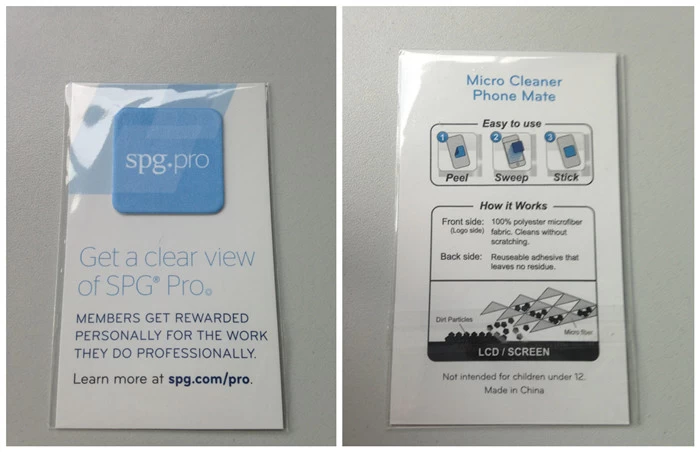 spg.pro
Get a clear view
of SPG® Pro.
MEMBERS GET REWARDED
PERSONALLY FOR THE WORK
THEY DO PROFESSIONALLY.
Learn more at spg.com/pro.
Micro Cleaner
Phone Mate
Easy to use
1 2 3
Peel Sweep Stick
How it Works
Front side: 100% polyester microfiber
(Logo side) fabric. Cleans without
scratching.
Back side: Reuseable adhesive that
leaves no residue.
Dirt Particles
Micro fiber
LCD / SCREEN
Not intended for children under 12.
Made in China